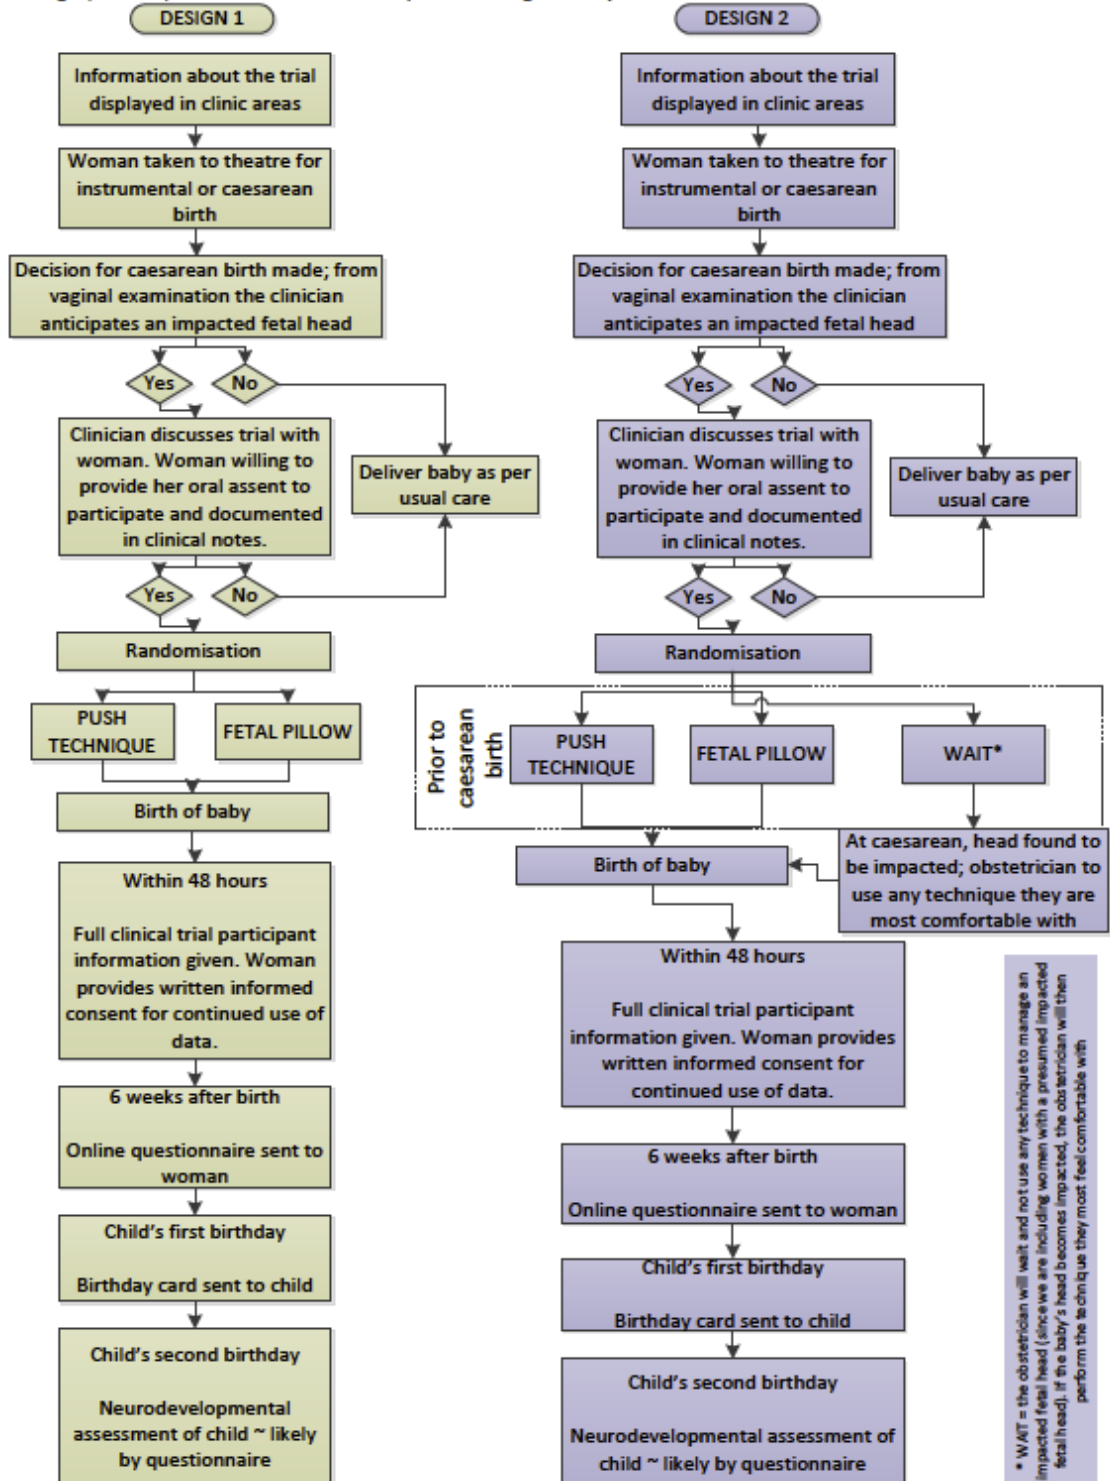 DESIGN 1
Information about the trial
displayed in clinic areas
Woman taken to theatre for
instrumental or caesarean
birth
Decision for caesarean birth made; from
vaginal examination the clinician
anticipates an impacted fetal head
Yes
No
Clinician discusses trial with
woman. Woman willing to
provide her oral assent to
participate and documented
in clinical notes.
Deliver baby as per
usual care
Yes
No
Randomisation
PUSH
TECHNIQUE
FETAL PILLOW
Birth of baby
Within 48 hours
Full clinical trial participant
information given. Woman
provides written informed
consent for continued use of
data.
6 weeks after birth
Online questionnaire sent to
woman
Child's first birthday
Birthday card sent to child
Child's second birthday
Neurodevelopmental
assessment of child ~ likely
by questionnaire
DESIGN 2
Information about the trial
displayed in clinic areas
Woman taken to theatre for
instrumental or caesarean
birth
Decision for caesarean birth made; from
vaginal examination the clinician
anticipates an impacted fetal head
Yes
No
Clinician discusses trial with
woman. Woman willing to
provide her oral assent to
participate and documented
in clinical notes.
Deliver baby as per
usual care
Yes
No
Randomisation
Prior to
caesarean
birth
PUSH
TECHNIQUE
FETAL PILLOW
WAIT*
At caesarean, head found to
be impacted; obstetrician to
use any technique they are
most comfortable with
Birth of baby
Within 48 hours
Full clinical trial participant
information given. Woman provides
written informed consent for
continued use of data.
6 weeks after birth
Online questionnaire sent to woman
Child's first birthday
Birthday card sent to child
Child's second birthday
Neurodevelopmental assessment of
child ~ likely by questionnaire
* WAIT = the obstetrician will wait and not use any technique to manage an
impacted fetal head (since we are including women with a presumed impacted
fetal head). If the baby's head becomes impacted, the obstetrician will then
perform the technique they most feel comfortable with